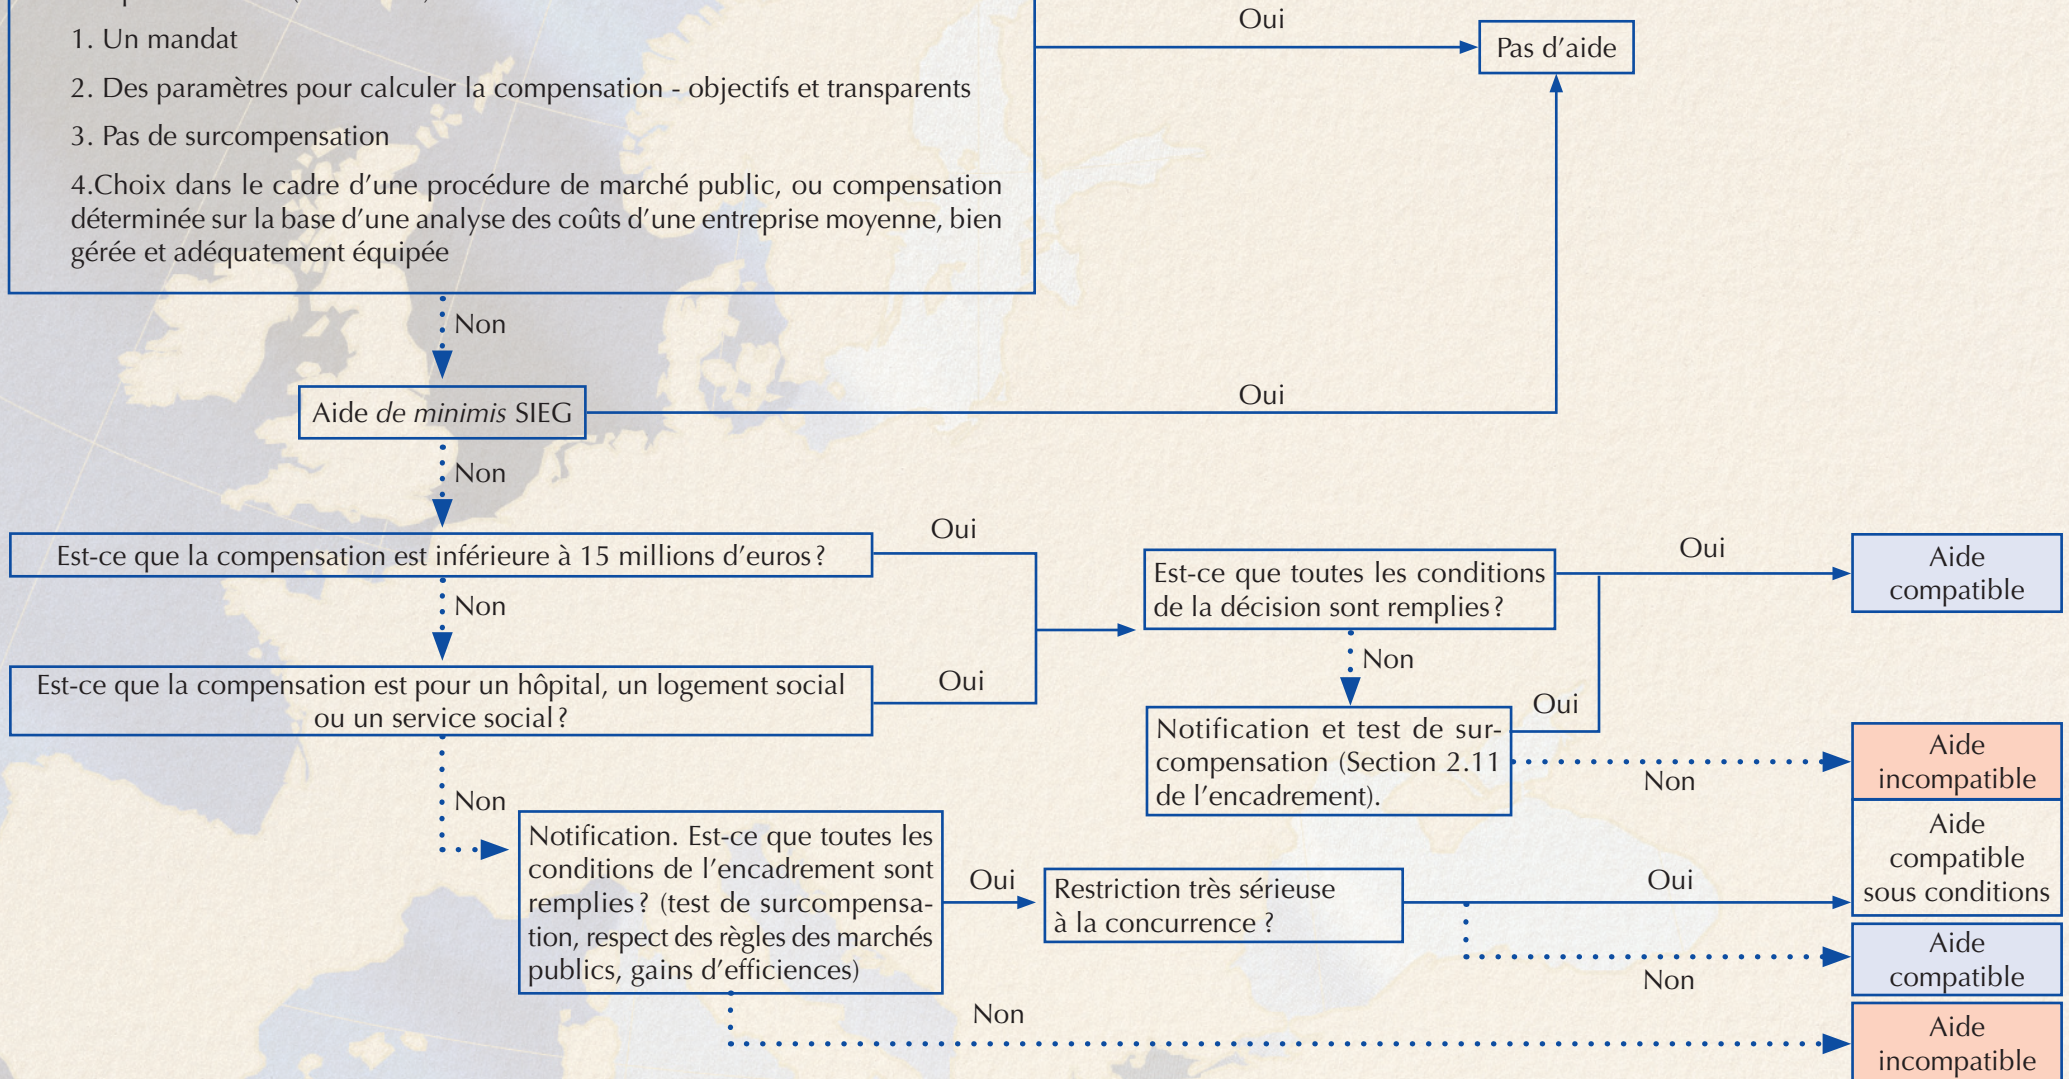 1. Un mandat
2. Des paramètres pour calculer la compensation - objectifs et transparents
3. Pas de surcompensation
4.Choix dans le cadre d’une procédure de marché public, ou compensation
déterminée sur la base d’une analyse des coûts d’une entreprise moyenne, bien
gérée et adéquatement équipée
Oui
Pas d’aide
Non
Aide de minimis SIEG
Oui
Non
Est-ce que la compensation est inférieure à 15 millions d’euros ?
Oui
Est-ce que toutes les conditions
de la décision sont remplies ?
Oui
Aide
compatible
Non
Est-ce que la compensation est pour un hôpital, un logement social
ou un service social ?
Oui
Non
Notification et test de sur-
compensation (Section 2.11
de l’encadrement).
Oui
Non
Aide
incompatible
Non
Notification. Est-ce que toutes les
conditions de l’encadrement sont
remplies ? (test de surcompensa-
tion, respect des règles des marchés
publics, gains d’efficiences)
Oui
Restriction très sérieuse
à la concurrence ?
Oui
Aide
compatible
sous conditions
Non
Aide
compatible
Non
Aide
incompatible